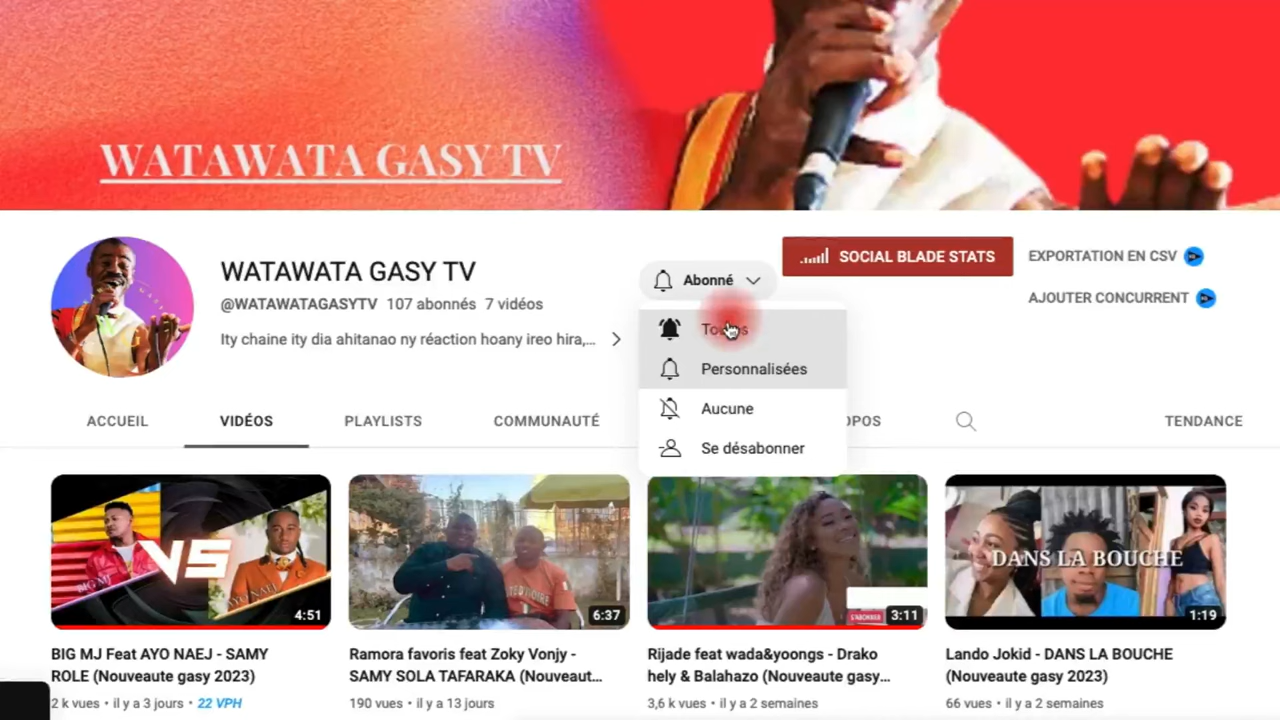 WATAWATA GASY TV
WATAWATA GASY TV
@WATAWATAGASYTV 107 abonnés 7 vidéos
Ity chaine ity dia ahitanao ny réaction hoany ireo hira,...
Abonné
SOCIAL BLADE STATS
EXPORTATION EN CSV
AJOUTER CONCURRENT
Personnalisées
Aucune
Se désabonner
ACCUEIL VIDÉOS PLAYLISTS COMMUNAUTÉ OPOS TENDANCE
BIG MJ
VS
4:51
6:37
S'ABONNER
3:11
DANS LA BOUCHE
1:19
BIG MJ Feat AYO NAEJ - SAMY
ROLE (Nouveaute gasy 2023)
2 k vues • il y a 3 jours • 22 VPH
Ramora favoris feat Zoky Vonjy -
SAMY SOLA TAFARAKA (Nouveaut...
190 vues • il y a 13 jours
Rijade feat wada&yoongs - Drako
hely & Balahazo (Nouveaute gasy...
3,6 k vues • il y a 2 semaines
Lando Jokid - DANS LA BOUCHE
(Nouveaute gasy 2023)
66 vues • il y a 2 semaines